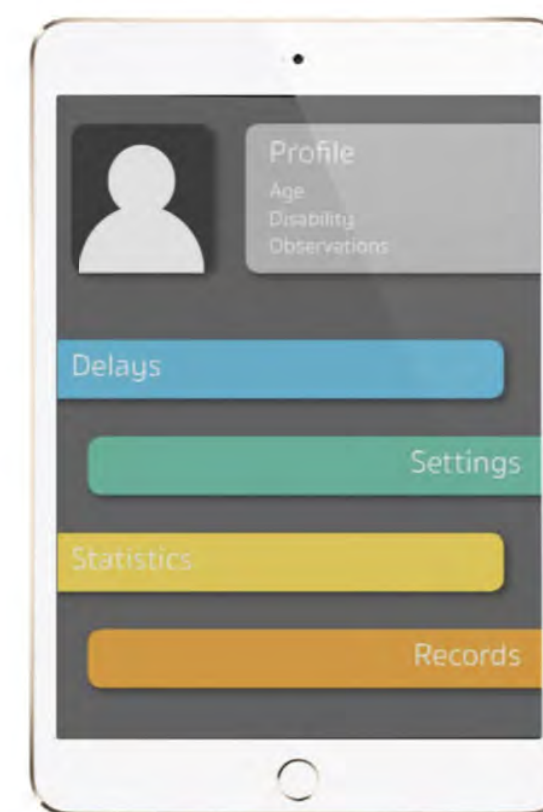 Profile
Age
Disability
Observations
Delays
Settings
Statistics
Records